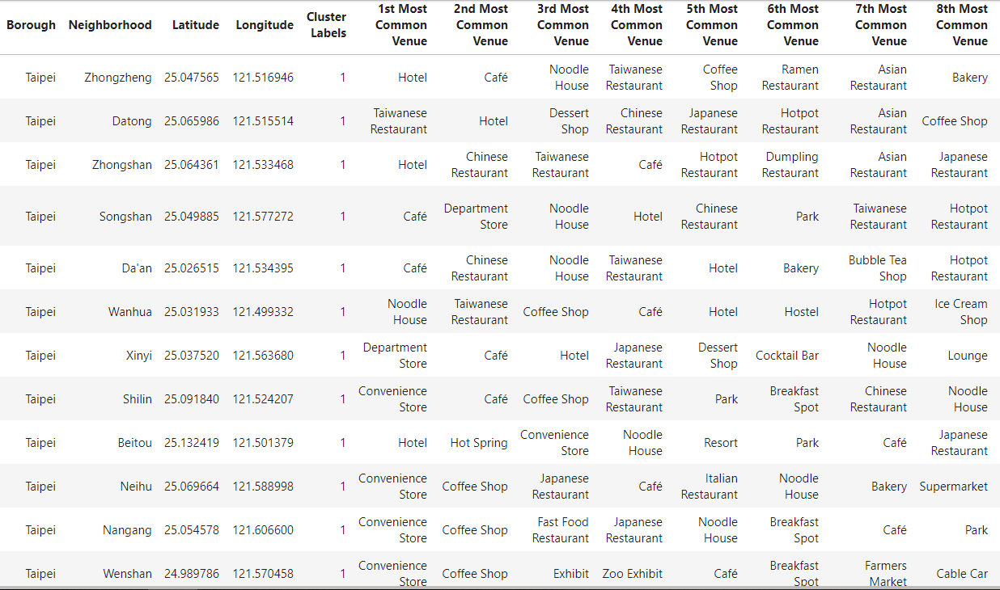 Borough Neighborhood Latitude Longitude Cluster Labels 1st Most Common Venue 2nd Most Common Venue 3rd Most Common Venue 4th Most Common Venue 5th Most Common Venue 6th Most Common Venue 7th Most Common Venue 8th Most Common Venue
Taipei Zhongzheng 25.047565 121.516946 1 Hotel Café Noodle House Taiwanese Restaurant Coffee Shop Ramen Restaurant Asian Restaurant Bakery
Taipei Datong 25.065986 121.515514 1 Taiwanese Restaurant Hotel Dessert Shop Chinese Restaurant Japanese Restaurant Hotpot Restaurant Asian Restaurant Coffee Shop
Taipei Zhongshan 25.064361 121.533468 1 Hotel Chinese Restaurant Taiwanese Restaurant Café Hotpot Restaurant Dumpling Restaurant Asian Restaurant Japanese Restaurant
Taipei Songshan 25.049885 121.577272 1 Café Department Store Noodle House Hotel Chinese Restaurant Park Taiwanese Restaurant Hotpot Restaurant
Taipei Da'an 25.026515 121.534395 1 Café Chinese Restaurant Noodle House Taiwanese Restaurant Hotel Bakery Bubble Tea Shop Hotpot Restaurant
Taipei Wanhua 25.031933 121.499332 1 Noodle House Taiwanese Restaurant Coffee Shop Café Hotel Hostel Hotpot Restaurant Ice Cream Shop
Taipei Xinyi 25.037520 121.563680 1 Department Store Café Hotel Japanese Restaurant Dessert Shop Cocktail Bar Noodle House Lounge
Taipei Shilin 25.091840 121.524207 1 Convenience Store Café Coffee Shop Taiwanese Restaurant Park Breakfast Spot Chinese Restaurant Noodle House
Taipei Beitou 25.132419 121.501379 1 Hotel Hot Spring Convenience Store Noodle House Resort Park Café Japanese Restaurant
Taipei Neihu 25.069664 121.588998 1 Convenience Store Coffee Shop Japanese Restaurant Café Italian Restaurant Noodle House Bakery Supermarket
Taipei Nangang 25.054578 121.606600 1 Convenience Store Coffee Shop Fast Food Restaurant Japanese Restaurant Noodle House Breakfast Spot Café Park
Taipei Wenshan 24.989786 121.570458 1 Convenience Store Coffee Shop Exhibit Zoo Exhibit Café Breakfast Spot Farmers Market Cable Car